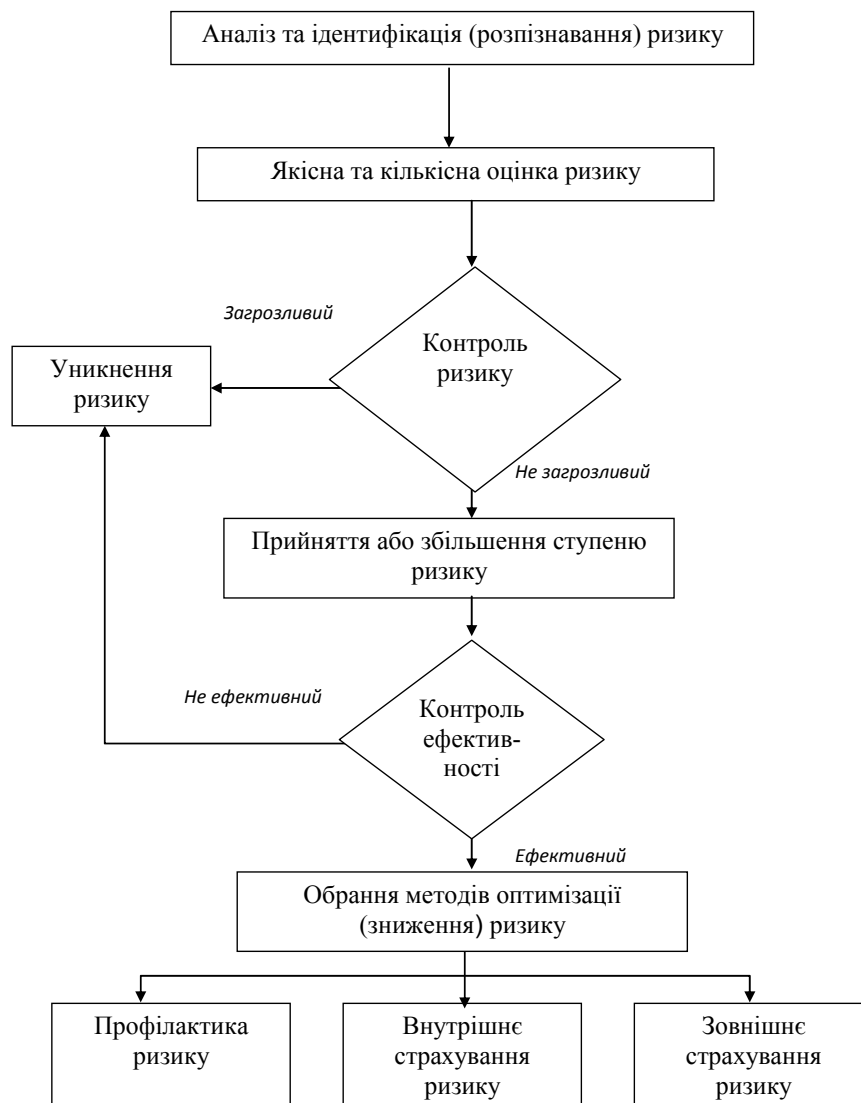 Аналіз та ідентифікація (розпізнавання) ризику
Якісна та кількісна оцінка ризику
Загрозливий
Контроль
ризику
Уникнення
ризику
Не загрозливий
Прийняття або збільшення ступеню
ризику
Не ефективний
Контроль
ефектив-
ності
Ефективний
Обрання методів оптимізації
(зниження) ризику
Профілактика
ризику
Внутрішнє
страхування
ризику
Зовнішнє
страхування
ризику